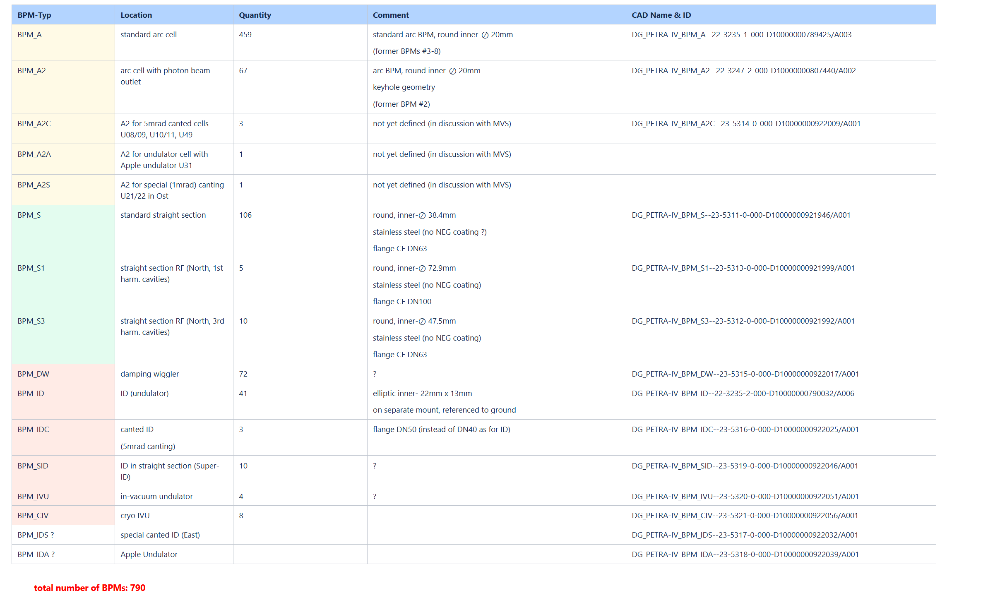 BPM-Typ Location Quantity Comment CAD Name & ID
BPM_A standard arc cell 459 standard arc BPM, round inner-∅ 20mm DG_PETRA-IV_BPM_A--22-3235-1-000-D10000000789425/A003
(former BPMs #3-8)
BPM_A2 arc cell with photon beam 67 arc BPM, round inner-∅ 20mm DG_PETRA-IV_BPM_A2--22-3247-2-000-D10000000807440/A002
outlet
keyhole geometry
(former BPM #2)
BPM_A2C A2 for 5mrad canted cells 3 not yet defined (in discussion with MVS) DG_PETRA-IV_BPM_A2C--23-5314-0-000-D10000000922009/A001
U08/09, U10/11, U49
BPM_A2A A2 for undulator cell with 1 not yet defined (in discussion with MVS)
Apple undulator U31
BPM_A2S A2 for special (1mrad) canting 1 not yet defined (in discussion with MVS)
U21/22 in Ost
BPM_S standard straight section 106 round, inner-∅ 38.4mm DG_PETRA-IV_BPM_S--23-5311-0-000-D10000000921946/A001
stainless steel (no NEG coating ?)
flange CF DN63
BPM_S1 straight section RF (North, 1st 5 round, inner-∅ 72.9mm DG_PETRA-IV_BPM_S1--23-5313-0-000-D10000000921999/A001
harm. cavities)
stainless steel (no NEG coating)
flange CF DN100
BPM_S3 straight section RF (North, 3rd 10 round, inner-∅ 47.5mm DG_PETRA-IV_BPM_S3--23-5312-0-000-D10000000921992/A001
harm. cavities)
stainless steel (no NEG coating)
flange CF DN63
BPM_DW damping wiggler 72 ? DG_PETRA-IV_BPM_DW--23-5315-0-000-D10000000922017/A001
BPM_ID ID (undulator) 41 elliptic inner- 22mm x 13mm DG_PETRA-IV_BPM_ID--22-3235-2-000-D10000000790032/A006
on separate mount, referenced to ground
BPM_IDC canted ID 3 flange DN50 (instead of DN40 as for ID) DG_PETRA-IV_BPM_IDC--23-5316-0-000-D10000000922025/A001
(5mrad canting)
BPM_SID ID in straight section (Super- 10 ? DG_PETRA-IV_BPM_SID--23-5319-0-000-D10000000922046/A001
ID)
BPM_IVU in-vacuum undulator 4 ? DG_PETRA-IV_BPM_IVU--23-5320-0-000-D10000000922051/A001
BPM_CIV cryo IVU 8 DG_PETRA-IV_BPM_CIV--23-5321-0-000-D10000000922056/A001
BPM_IDS ? special canted ID (East) DG_PETRA-IV_BPM_IDS--23-5317-0-000-D10000000922032/A001
BPM_IDA ? Apple Undulator DG_PETRA-IV_BPM_IDA--23-5318-0-000-D10000000922039/A001
total number of BPMs: 790